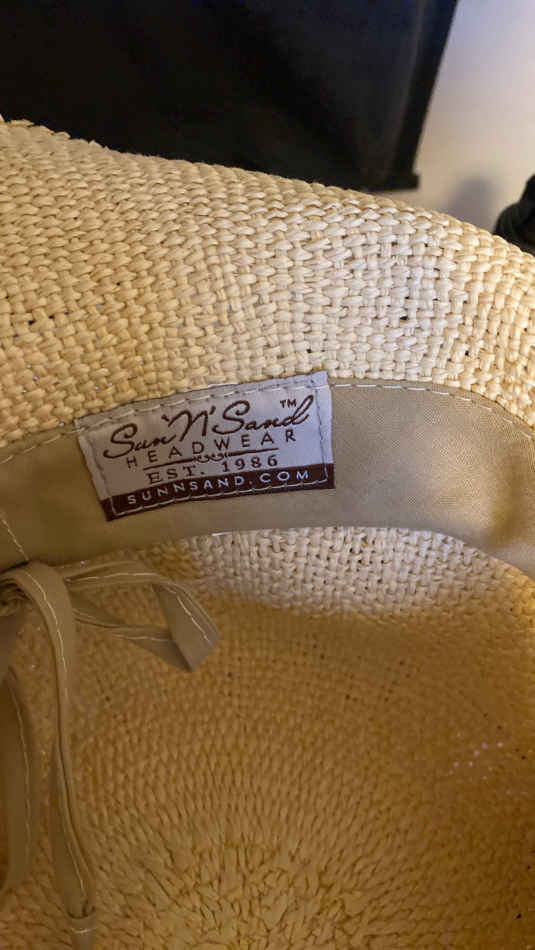 Sun 'N' Sand™
HEADWEAR
EST. 1986
SUNNSAND.COM